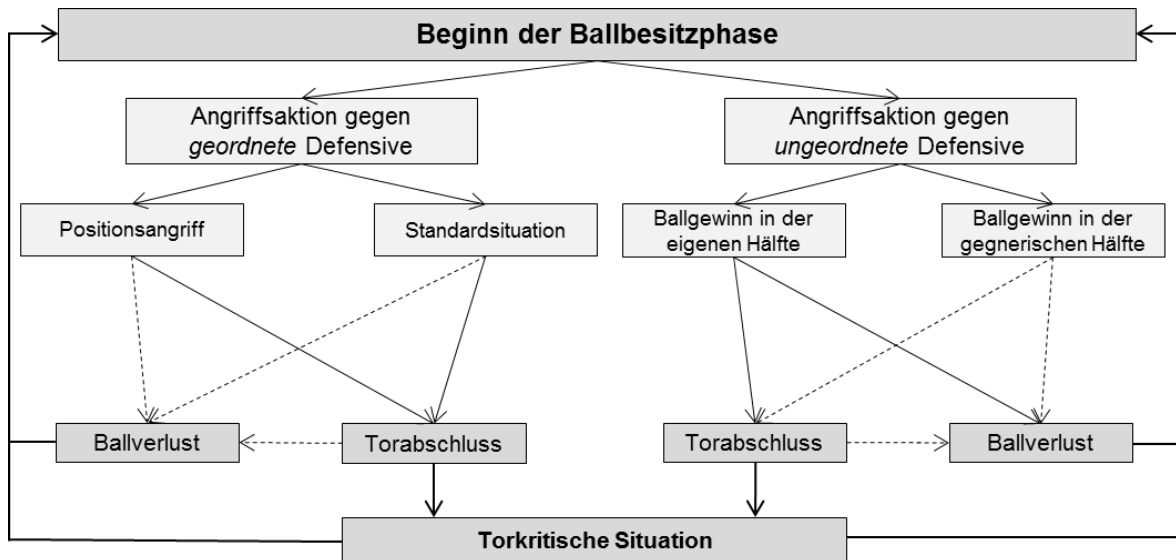 Beginn der Ballbesitzphase
Angriffsaktion gegen
geordnete Defensive
Angriffsaktion gegen
ungeordnete Defensive
Positionsangriff
Standardsituation
Ballgewinn in der
eigenen Hälfte
Ballgewinn in der
gegnerischen Hälfte
Ballverlust
Torabschluss
Torabschluss
Ballverlust
Torkritische Situation